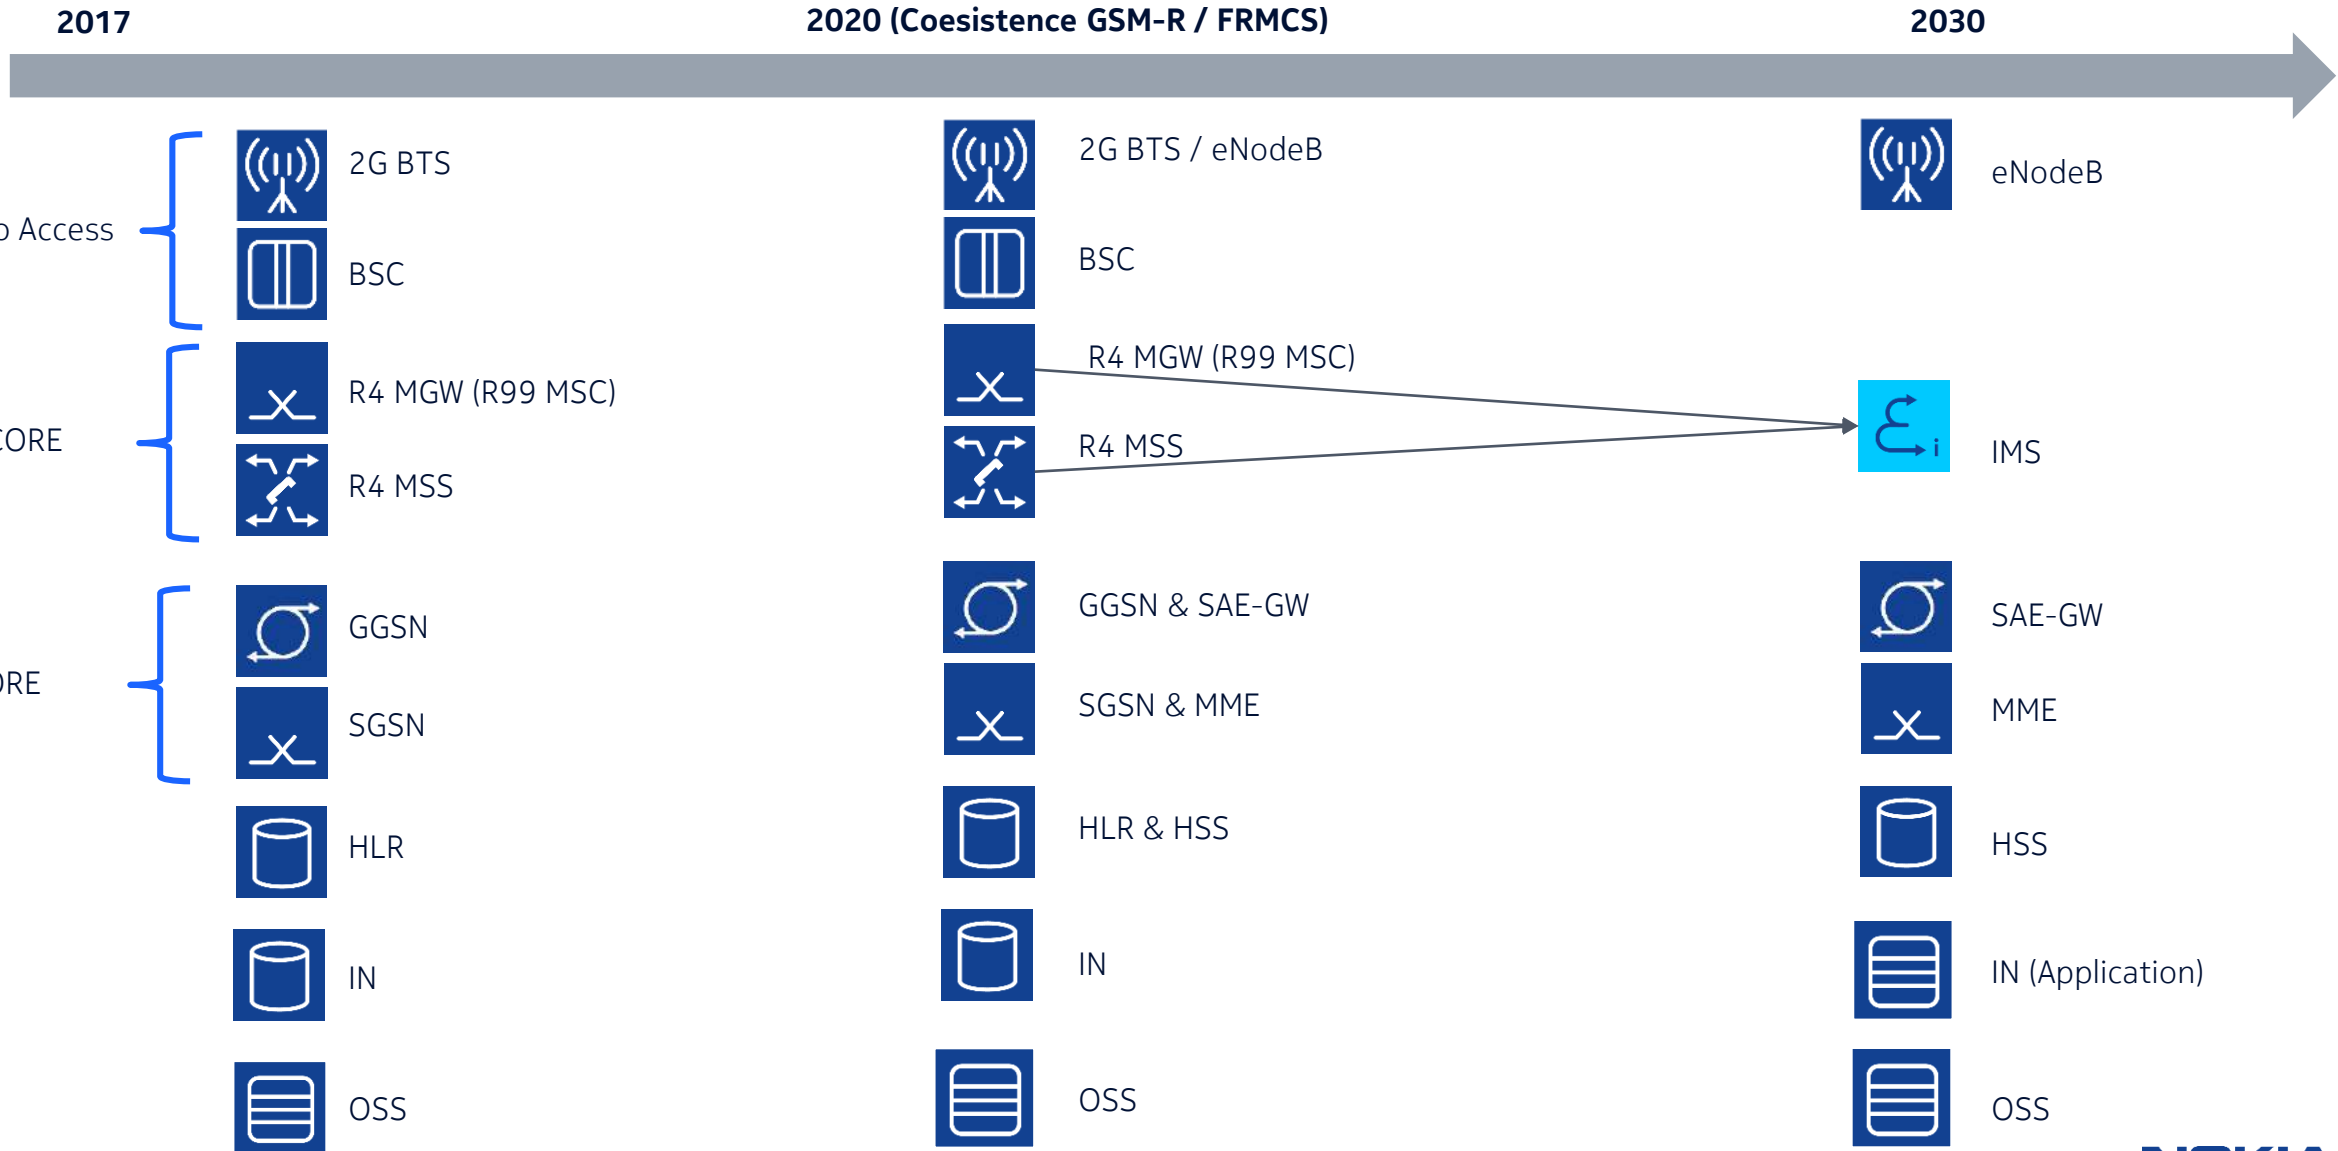 2017
2020 (Coesistence GSM-R / FRMCS)
2030
2G BTS
2G BTS / eNodeB
eNodeB
o Access
BSC
BSC
R4 MGW (R99 MSC)
R4 MGW (R99 MSC)
CORE
R4 MSS
R4 MSS
IMS
GGSN
GGSN & SAE-GW
SAE-GW
ORE
SGSN
SGSN & MME
MME
HLR
HLR & HSS
HSS
IN
IN
IN (Application)
OSS
OSS
OSS
NOKIA